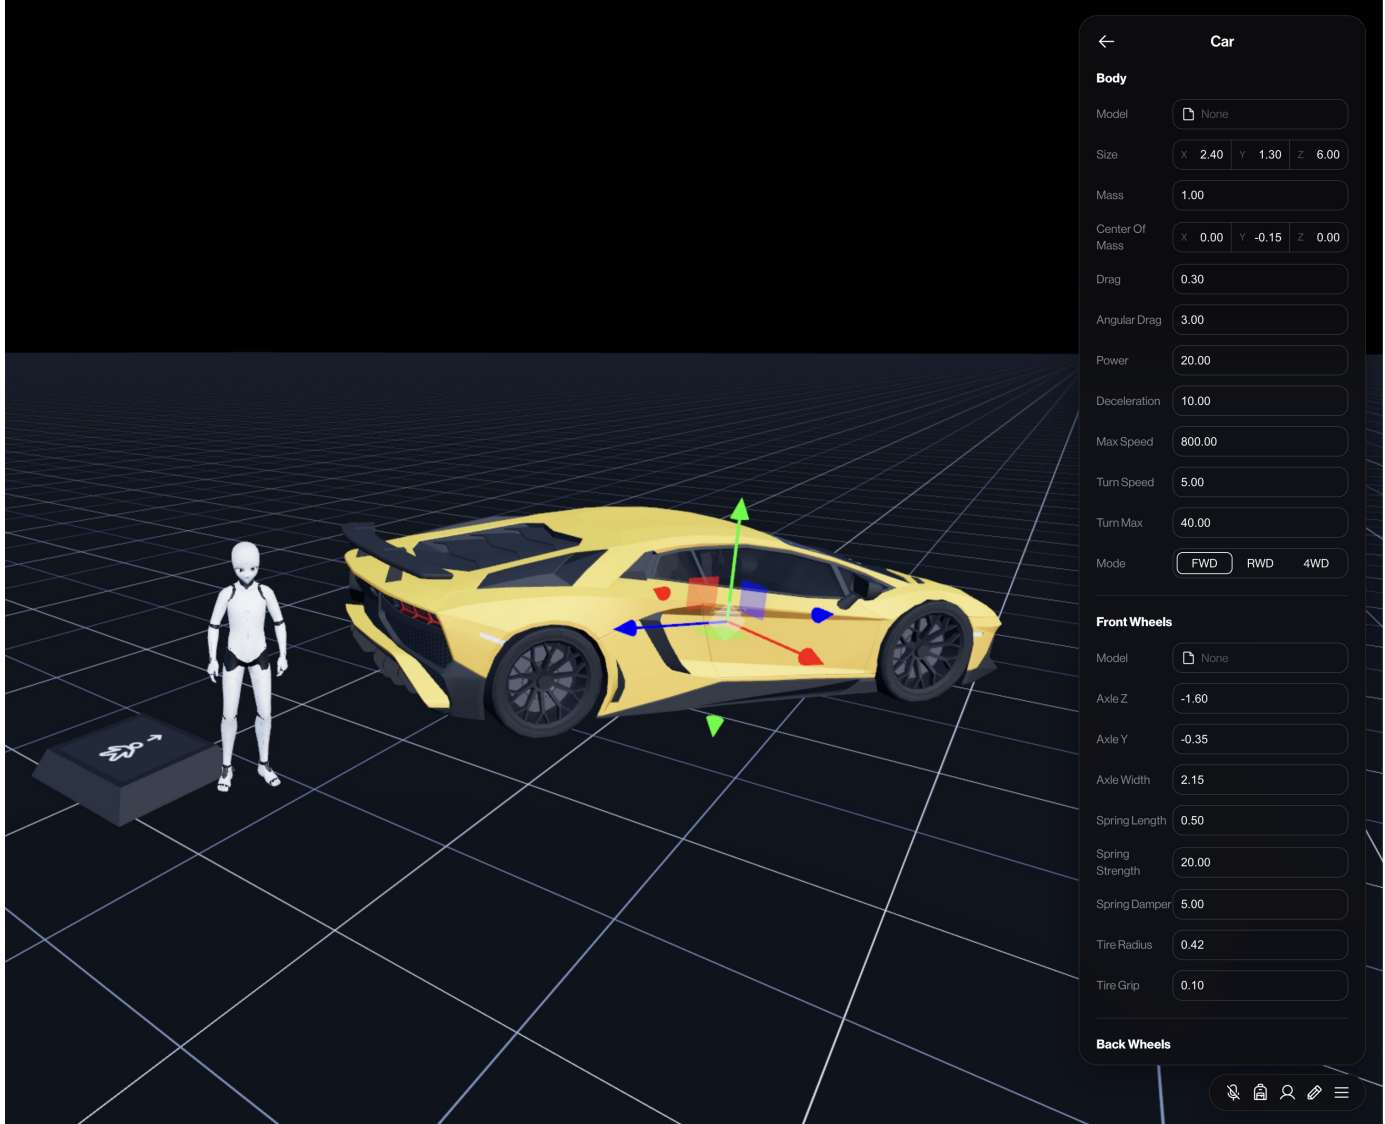 Car
Body
Model None
Size X 2.40 Y 1.30 Z 6.00
Mass 1.00
Center Of
Mass X 0.00 Y -0.15 Z 0.00
Drag 0.30
Angular Drag 3.00
Power 20.00
Deceleration 10.00
Max Speed 800.00
Turn Speed 5.00
Turn Max 40.00
Mode FWD RWD 4WD
Front Wheels
Model None
Axle Z -1.60
Axle Y -0.35
Axle Width 2.15
Spring Length 0.50
Spring
Strength 20.00
Spring Damper 5.00
Tire Radius 0.42
Tire Grip 0.10
Back Wheels